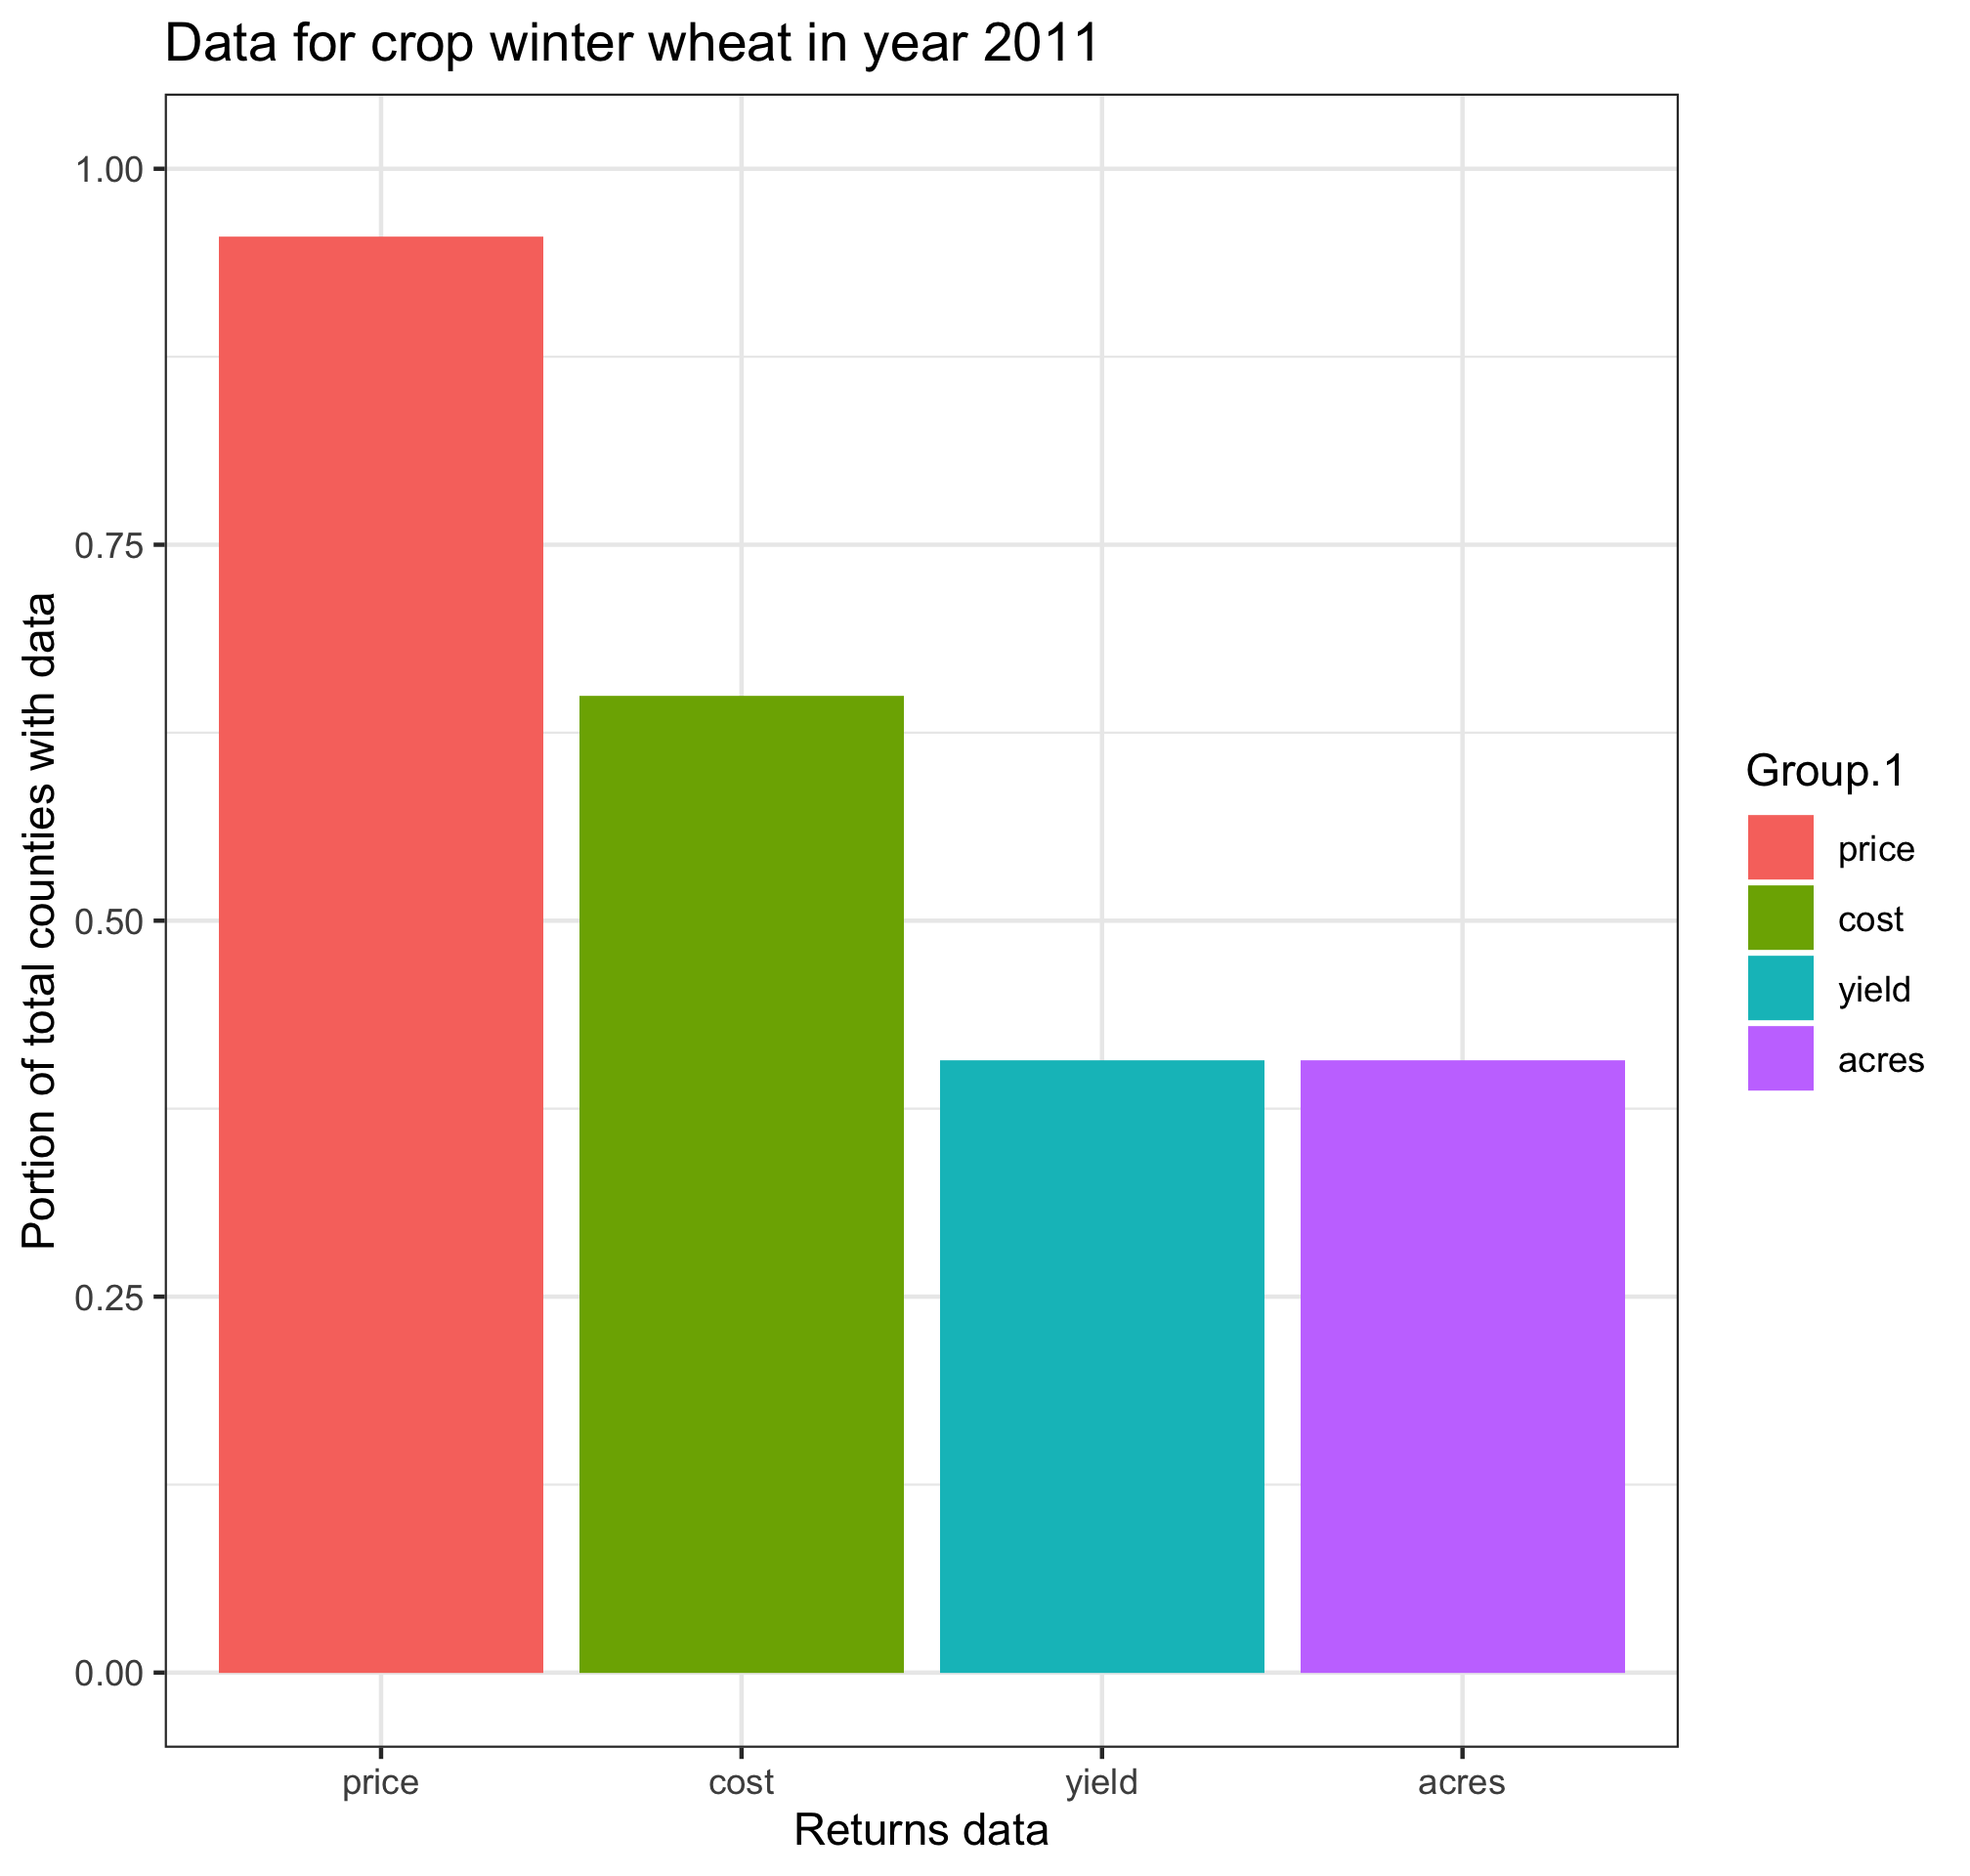 Data for crop winter wheat in year 2011
Portion of total counties with data
1.00
0.75
0.50
0.25
0.00
price
cost
yield
acres
Returns data
Group.1
price
cost
yield
acres